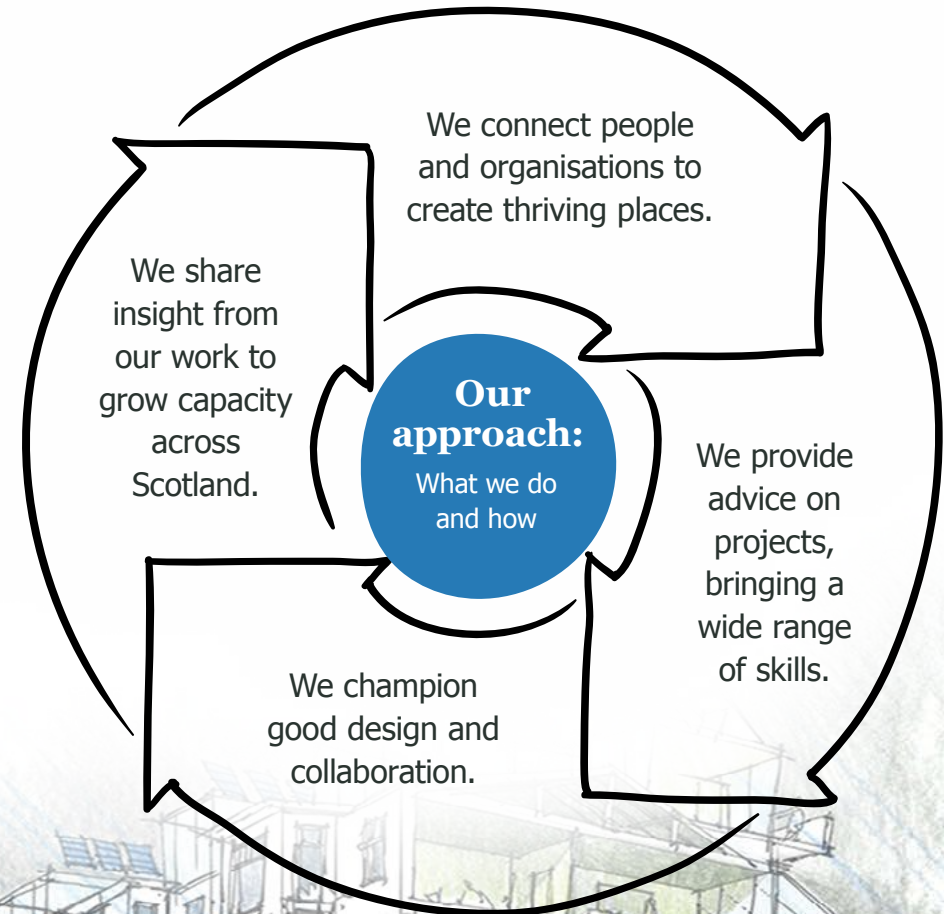 We connect people
and organisations to
create thriving places.
We share
insight from
our work to
grow capacity
across
Scotland.
Our
approach:
What we do
and how
We provide
advice on
projects,
bringing a
wide range
of skills.
We champion
good design and
collaboration.